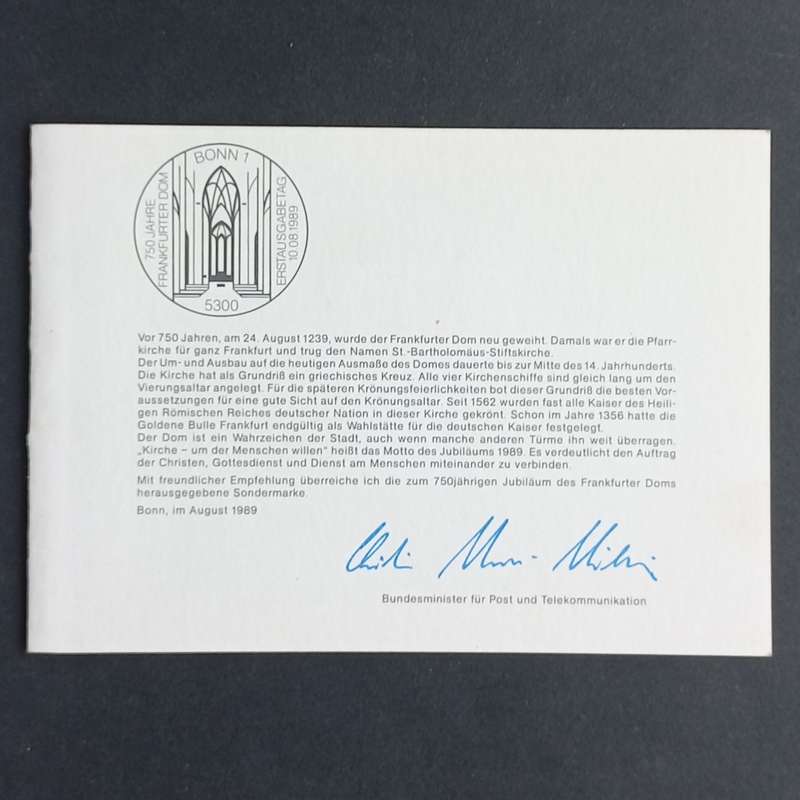 BONN 1
750 JAHRE
FRANKFURTER DOM
ERSTAUSGABETAG
10.08.1989
5300
Vor 750 Jahren, am 24. August 1239, wurde der Frankfurter Dom neu geweiht. Damals war er die Pfarr-
kirche für ganz Frankfurt und trug den Namen St.-Bartholomäus-Stiftskirche.
Der Um- und Ausbau auf die heutigen Ausmaße des Domes dauerte bis zur Mitte des 14. Jahrhunderts.
Die Kirche hat als Grundriß ein griechisches Kreuz. Alle vier Kirchenschiffe sind gleich lang um den
Vierungsaltar angelegt. Für die späteren Krönungsfeierlichkeiten bot dieser Grundriß die besten Vor-
aussetzungen für eine gute Sicht auf den Krönungsaltar. Seit 1562 wurden fast alle Kaiser des Heili-
gen Römischen Reiches deutscher Nation in dieser Kirche gekrönt. Schon im Jahre 1356 hatte die
Goldene Bulle Frankfurt endgültig als Wahlstätte für die deutschen Kaiser festgelegt.
Der Dom ist ein Wahrzeichen der Stadt, auch wenn manche anderen Türme ihn weit überragen.
„Kirche – um der Menschen willen" heißt das Motto des Jubiläums 1989. Es verdeutlicht den Auftrag
der Christen, Gottesdienst und Dienst am Menschen miteinander zu verbinden.
Mit freundlicher Empfehlung überreiche ich die zum 750jährigen Jubiläum des Frankfurter Doms
herausgegebene Sondermarke.
Bonn, im August 1989
Bundesminister für Post und Telekommunikation